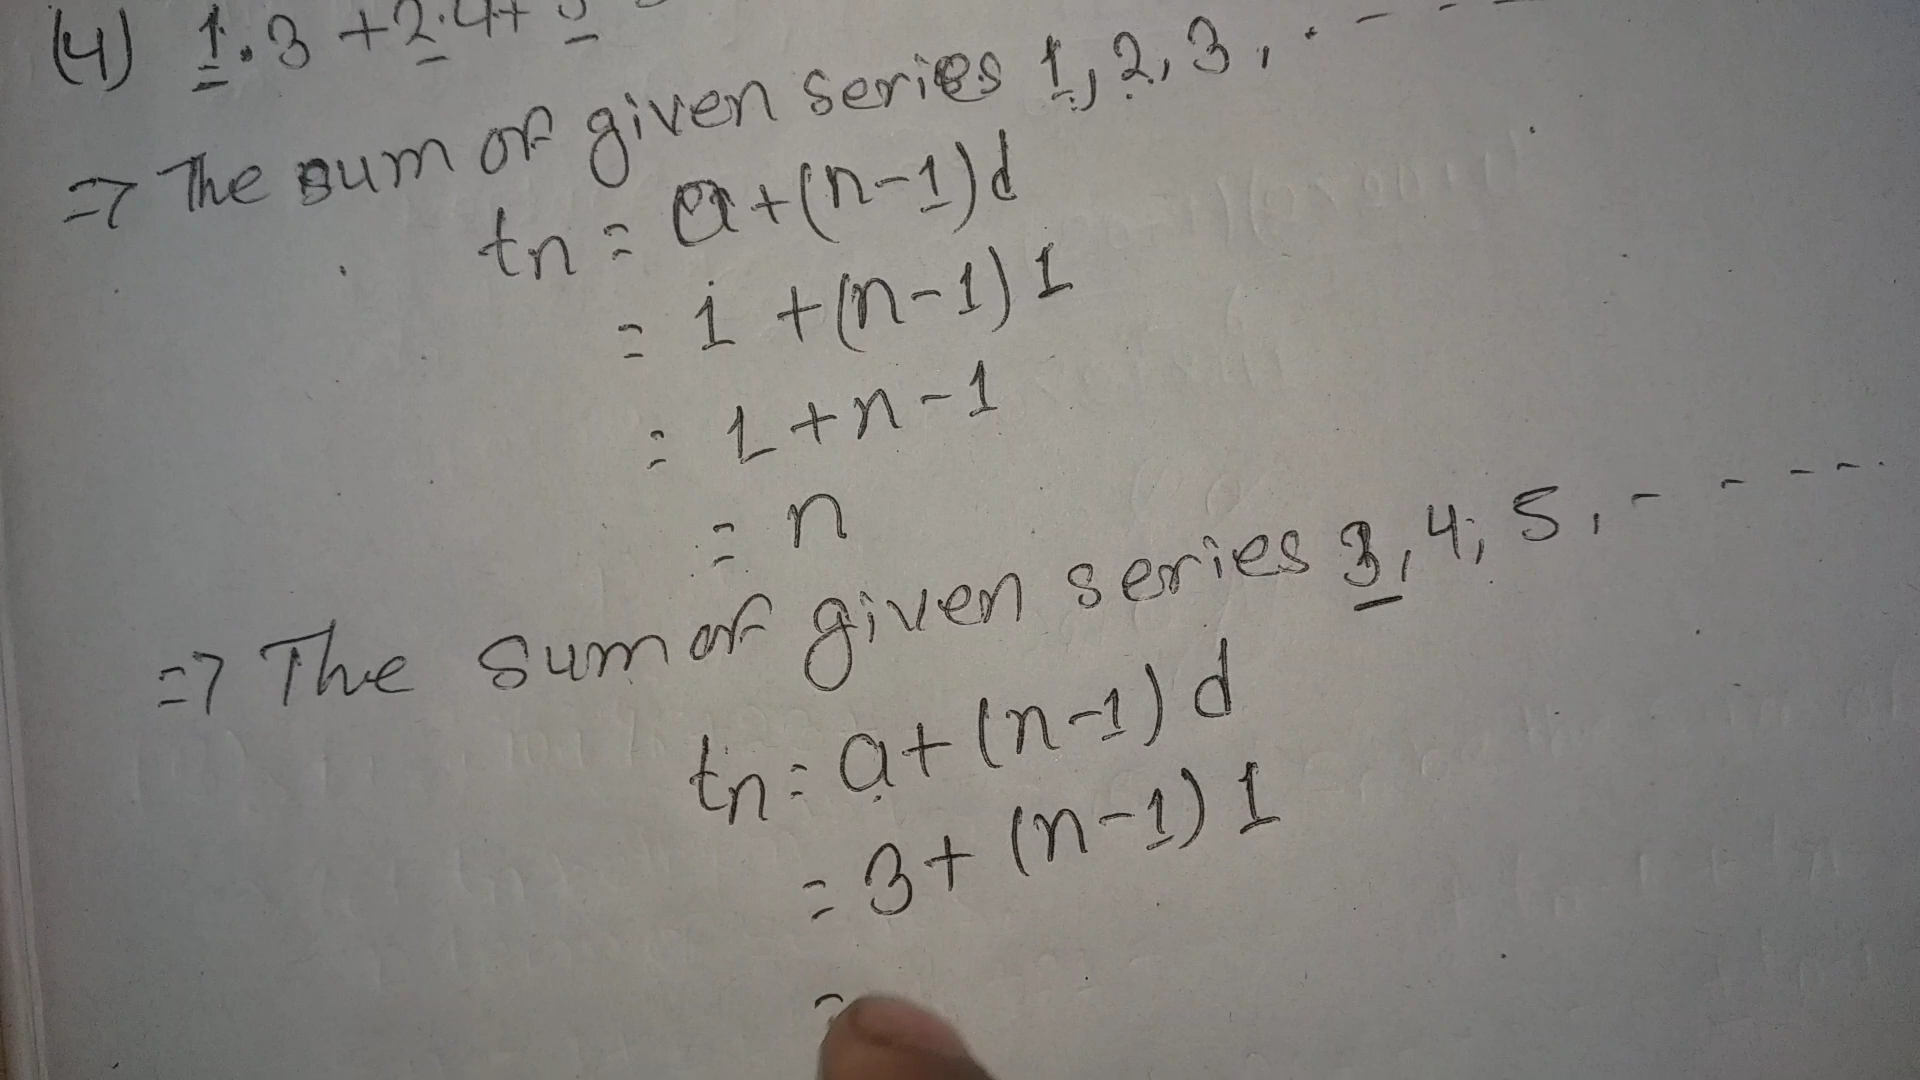 (4) 1.3 +2.4+
=> The sum of given series 1, 2, 3, . - - -
tn = a+(n-1)d
= 1 +(n-1) 1
= 1+n-1
= n
=> The sum of given series 3, 4, 5, - - - - -
tn = a+ (n-1) d
= 3+ (n-1) 1
=